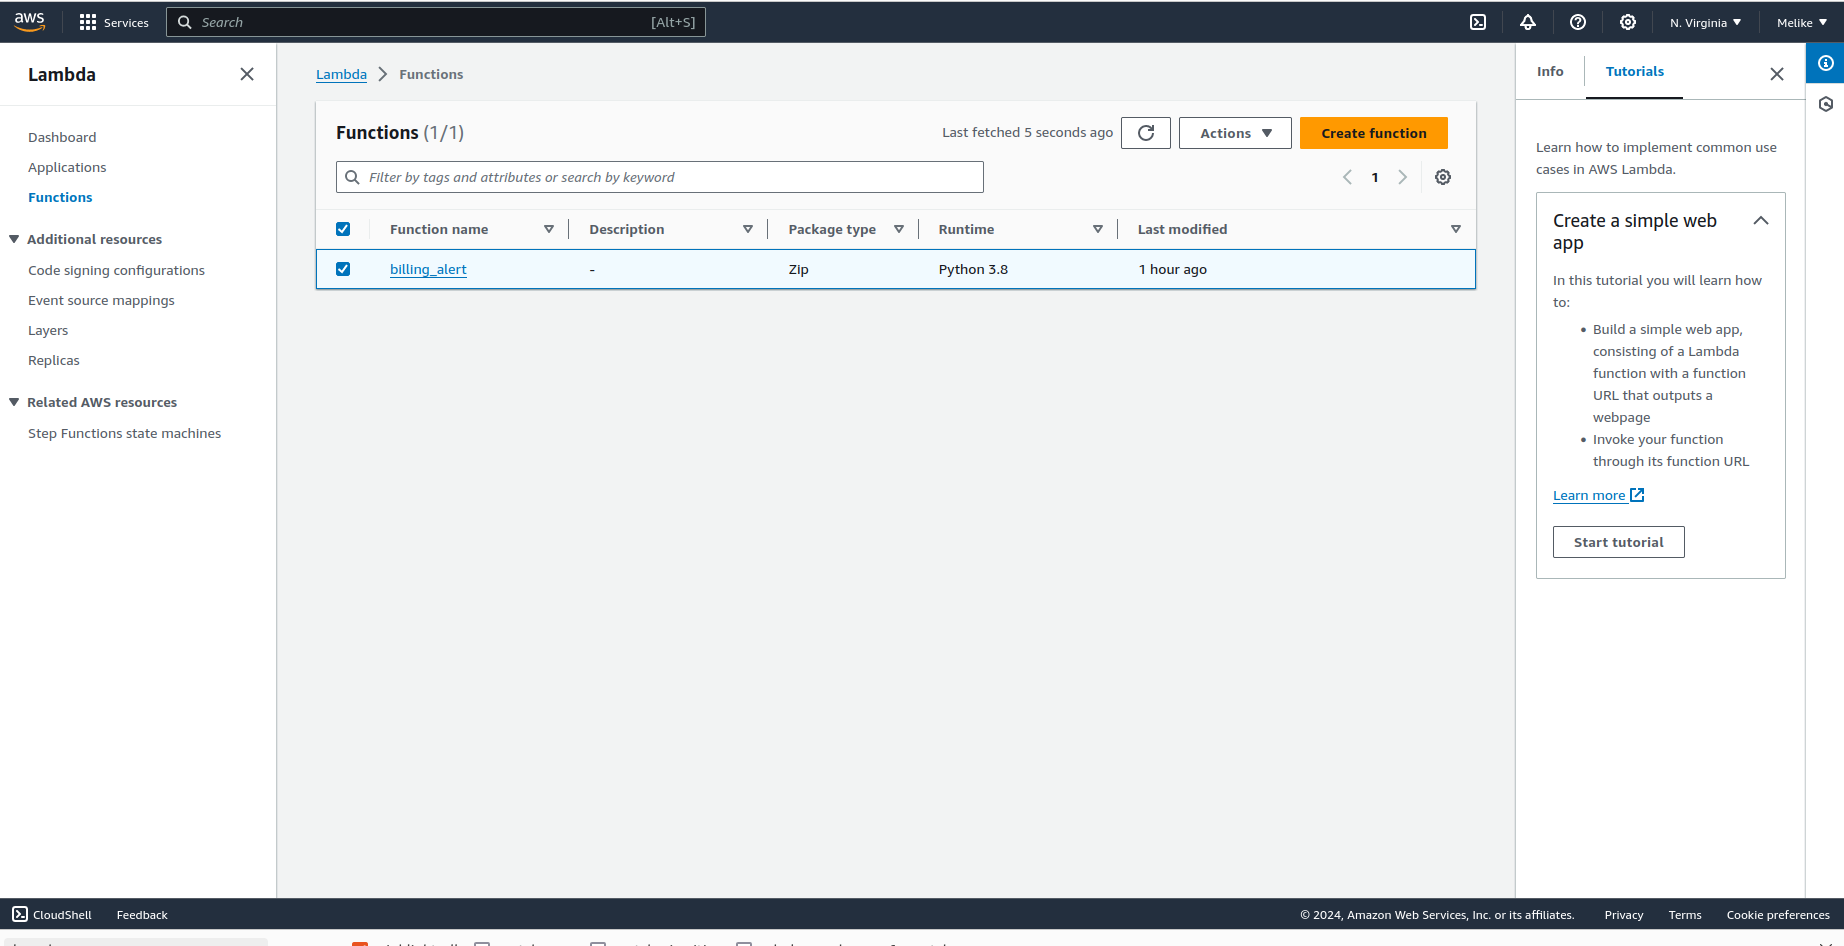 aws
Services
Search [Alt+S]
N. Virginia
Melike
Lambda
Dashboard
Applications
Functions
Additional resources
Code signing configurations
Event source mappings
Layers
Replicas
Related AWS resources
Step Functions state machines
Lambda > Functions
Functions (1/1)
Last fetched 5 seconds ago
Actions
Create function
Filter by tags and attributes or search by keyword
1
Function name Description Package type Runtime Last modified
billing_alert - Zip Python 3.8 1 hour ago
Info
Tutorials
Learn how to implement common use
cases in AWS Lambda.
Create a simple web
app
In this tutorial you will learn how
to:
• Build a simple web app,
consisting of a Lambda
function with a function
URL that outputs a
webpage
• Invoke your function
through its function URL
Learn more
Start tutorial
CloudShell
Feedback
© 2024, Amazon Web Services, Inc. or its affiliates.
Privacy
Terms
Cookie preferences